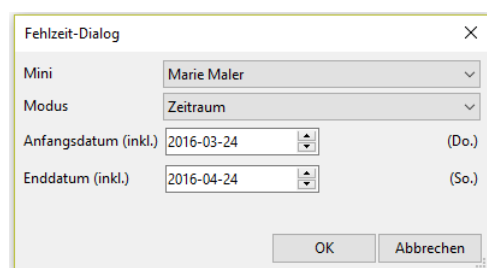 Fehlzeit-Dialog
Mini Marie Maler
Modus Zeitraum
Anfangsdatum (inkl.) 2016-03-24 (Do.)
Enddatum (inkl.) 2016-04-24 (So.)
OK Abbrechen